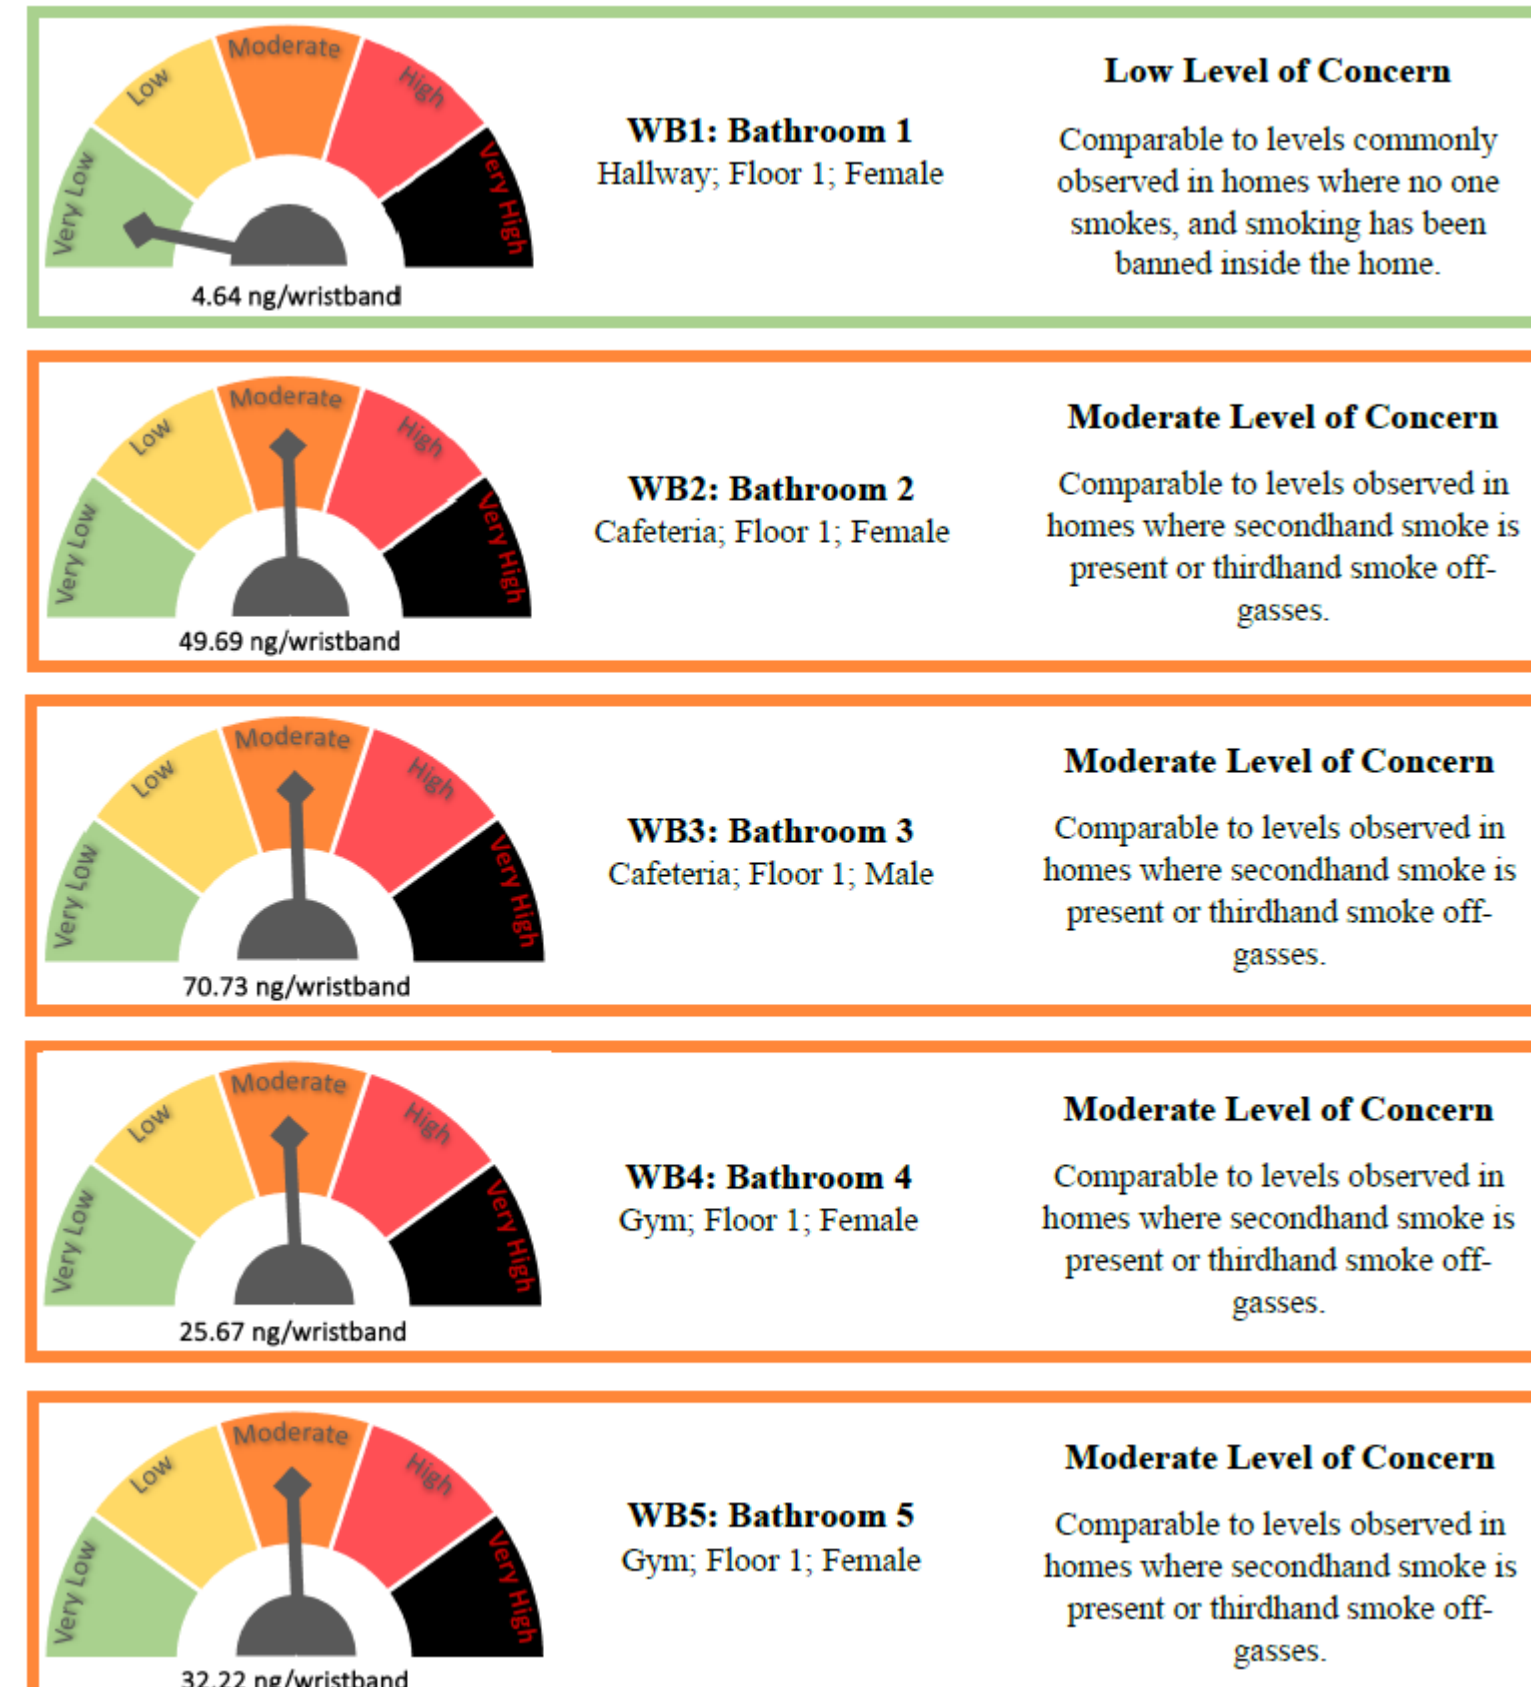 Very Low
Low
Moderate
High
Very High
4.64 ng/wristband
WB1: Bathroom 1
Hallway; Floor 1; Female
Low Level of Concern
Comparable to levels commonly
observed in homes where no one
smokes, and smoking has been
banned inside the home.
Very Low
Low
Moderate
High
Very High
49.69 ng/wristband
WB2: Bathroom 2
Cafeteria; Floor 1; Female
Moderate Level of Concern
Comparable to levels observed in
homes where secondhand smoke is
present or thirdhand smoke off-
gasses.
Very Low
Low
Moderate
High
Very High
70.73 ng/wristband
WB3: Bathroom 3
Cafeteria; Floor 1; Male
Moderate Level of Concern
Comparable to levels observed in
homes where secondhand smoke is
present or thirdhand smoke off-
gasses.
Very Low
Low
Moderate
High
Very High
25.67 ng/wristband
WB4: Bathroom 4
Gym; Floor 1; Female
Moderate Level of Concern
Comparable to levels observed in
homes where secondhand smoke is
present or thirdhand smoke off-
gasses.
Very Low
Low
Moderate
High
Very High
32.22 ng/wristband
WB5: Bathroom 5
Gym; Floor 1; Female
Moderate Level of Concern
Comparable to levels observed in
homes where secondhand smoke is
present or thirdhand smoke off-
gasses.